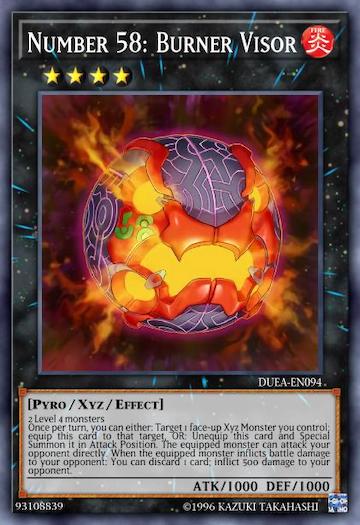 NUMBER 58: BURNER VISOR
FIRE
炎
58
DUEA-EN094
[PYRO / XYZ / EFFECT]
2 Level 4 monsters
Once per turn, you can either: Target 1 face-up Xyz Monster you control;
equip this card to that target, OR: Unequip this card and Special
Summon it in Attack Position. The equipped monster can attack your
opponent directly. When the equipped monster inflicts battle damage
to your opponent: You can discard 1 card; inflict 500 damage to your
opponent.
ATK/1000 DEF/1000
93108839
©1996 KAZUKI TAKAHASHI